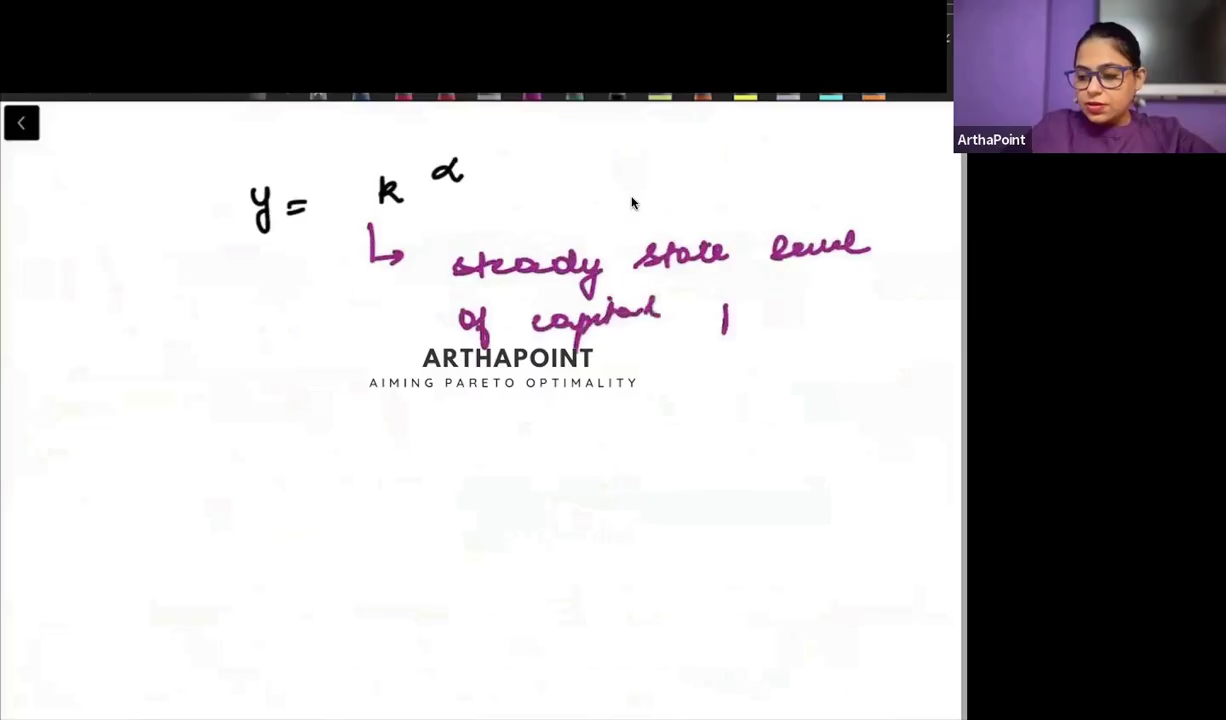 ArthaPoint
y = k α
↳ steady state level
of capital
ARTHAPOINT
AIMING PARETO OPTIMALITY